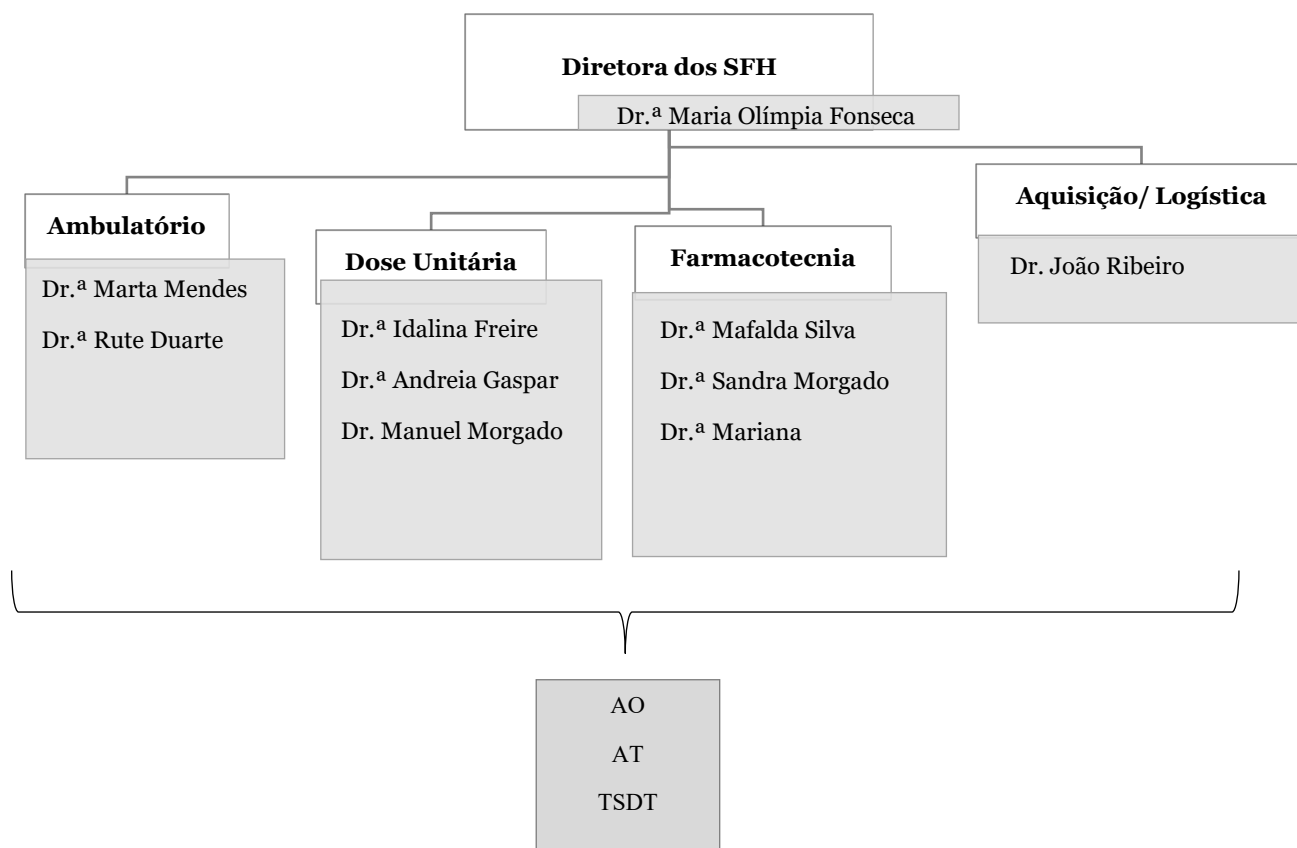 Diretora dos SFH
Dr.ª Maria Olímpia Fonseca
Ambulatório
Dr.ª Marta Mendes
Dr.ª Rute Duarte
Dose Unitária
Dr.ª Idalina Freire
Dr.ª Andreia Gaspar
Dr. Manuel Morgado
Farmacotecnia
Dr.ª Mafalda Silva
Dr.ª Sandra Morgado
Dr.ª Mariana
Aquisição/ Logística
Dr. João Ribeiro
AO
AT
TSDT